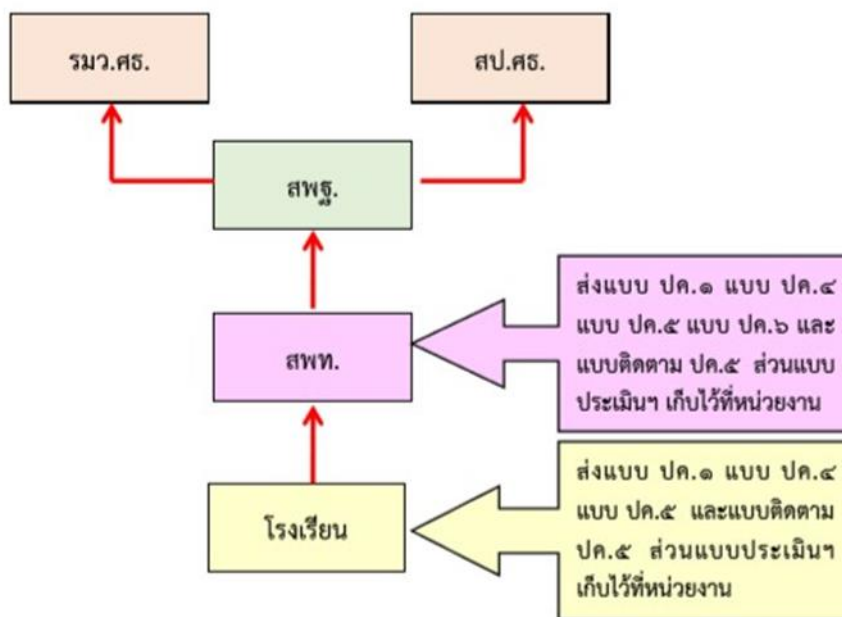 รมว.ศธ.
สป.ศธ.
สพฐ.
ส่งแบบ ปค.๑ แบบ ปค.๔
แบบ ปค.๕ แบบ ปค.๖ และ
แบบติดตาม ปค.๕ ส่วนแบบ
ประเมินฯ เก็บไว้ที่หน่วยงาน
สพท.
ส่งแบบ ปค.๑ แบบ ปค.๔
แบบ ปค.๕ และแบบติดตาม
ปค.๕ ส่วนแบบประเมินฯ
เก็บไว้ที่หน่วยงาน
โรงเรียน